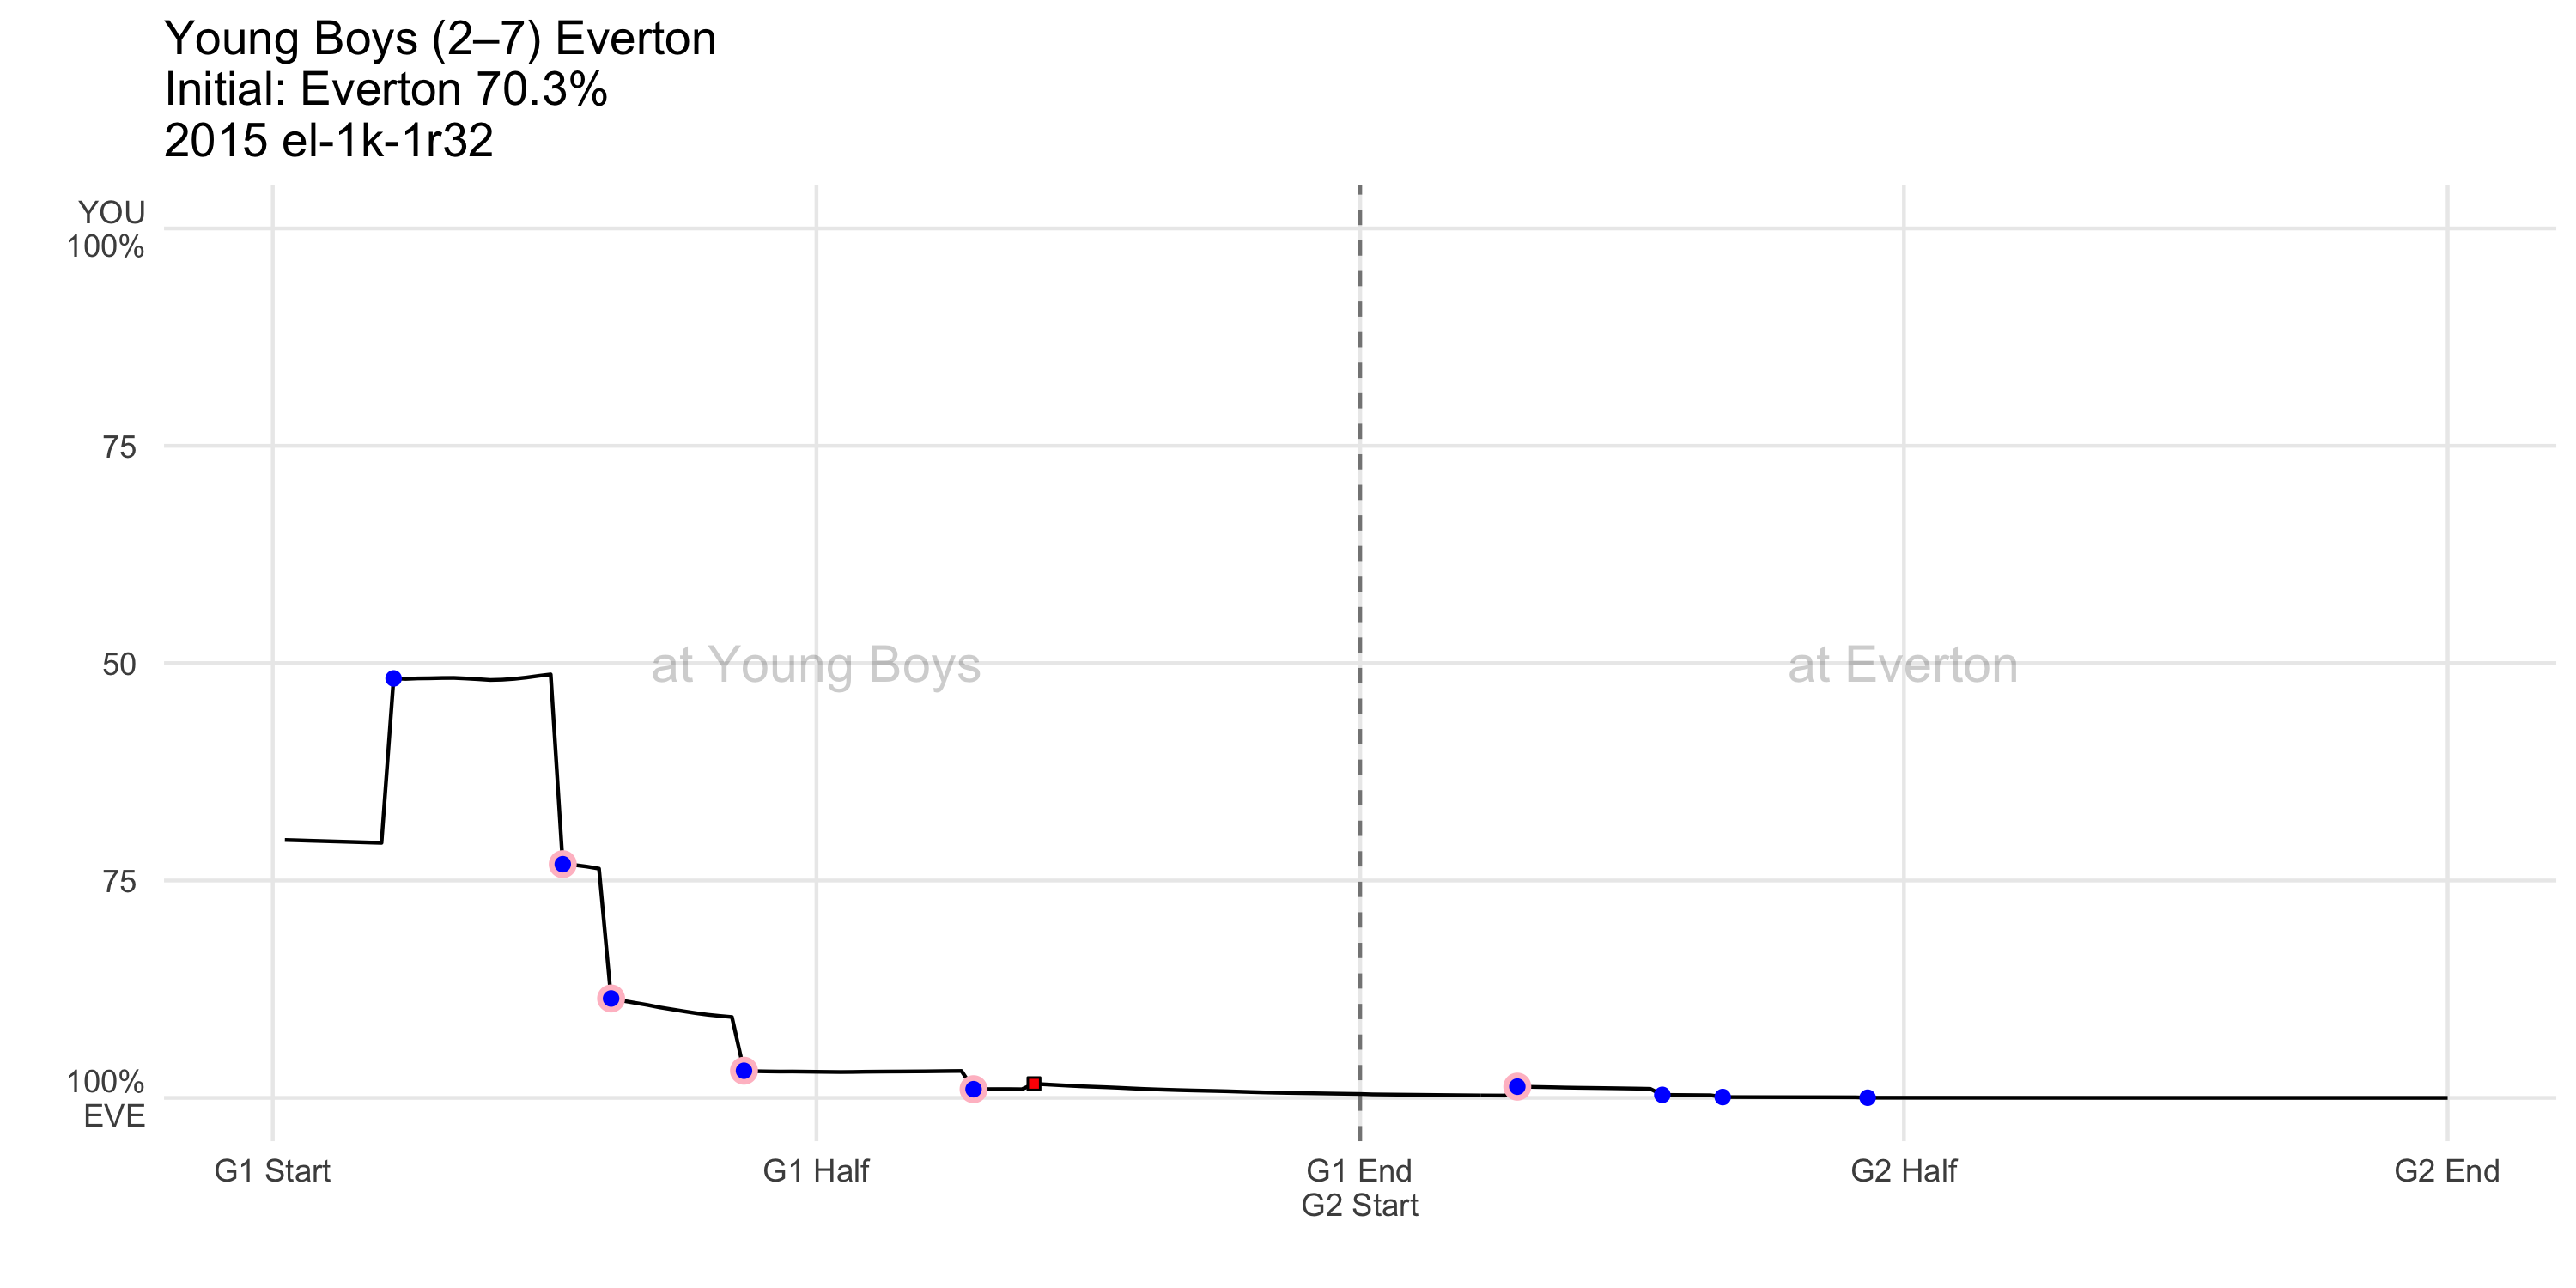 Young Boys (2–7) Everton
Initial: Everton 70.3%
2015 el-1k-1r32
YOU
100%
75
50
75
100%
EVE
at Young Boys
at Everton
G1 Start
G1 Half
G1 End
G2 Start
G2 Half
G2 End